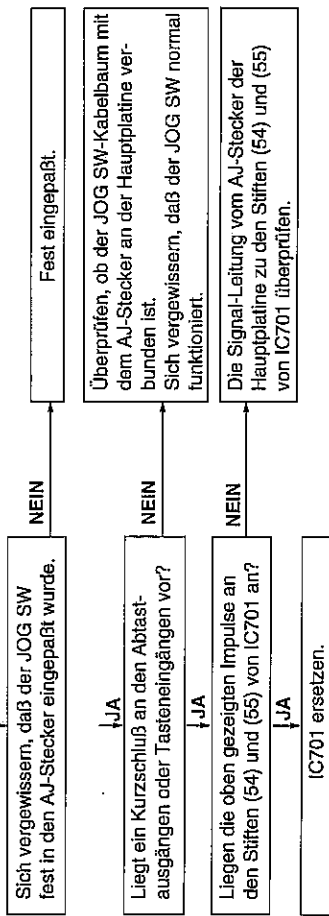 Sich vergewissern, daß der JOG SW
fest in den AJ-Stecker eingepaßt wurde.
NEIN
Fest eingepaßt.
JA
Liegt ein Kurzschluß an den Abtast-
ausgängen oder Tasteneingängen vor?
NEIN
Überprüfen, ob der JOG SW-Kabelbaum mit
dem AJ-Stecker an der Hauptplatine ver-
bunden ist.
Sich vergewissern, daß der JOG SW normal
funktioniert.
JA
Liegen die oben gezeigten Impulse an
den Stiften (54) und (55) von IC701 an?
NEIN
Die Signal-Leitung vom AJ-Stecker der
Hauptplatine zu den Stiften (54) und (55)
von IC701 überprüfen.
JA
IC701 ersetzen.